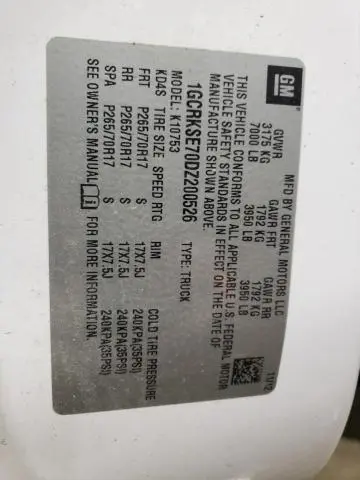 GM
MFD BY GENERAL MOTORS LLC 11/12
GVWR GAWR FRT GAWR RR
3175 KG 1792 KG 1792 KG
7000 LB 3950 LB 3950 LB
THIS VEHICLE CONFORMS TO ALL APPLICABLE U.S. FEDERAL MOTOR
VEHICLE SAFETY STANDARDS IN EFFECT ON THE DATE OF
MANUFACTURE SHOWN ABOVE.
1GCRKSE70DZ200526 TYPE: TRUCK
MODEL: K10753
KD4S TIRE SIZE SPEED RTG RIM COLD TIRE PRESSURE
FRT P265/70R17 S 17X7.5J 240KPA(35PSI)
RR P265/70R17 S 17X7.5J 240KPA(35PSI)
SPA P265/70R17 S 17X7.5J 240KPA(35PSI)
SEE OWNER'S MANUAL FOR MORE INFORMATION.